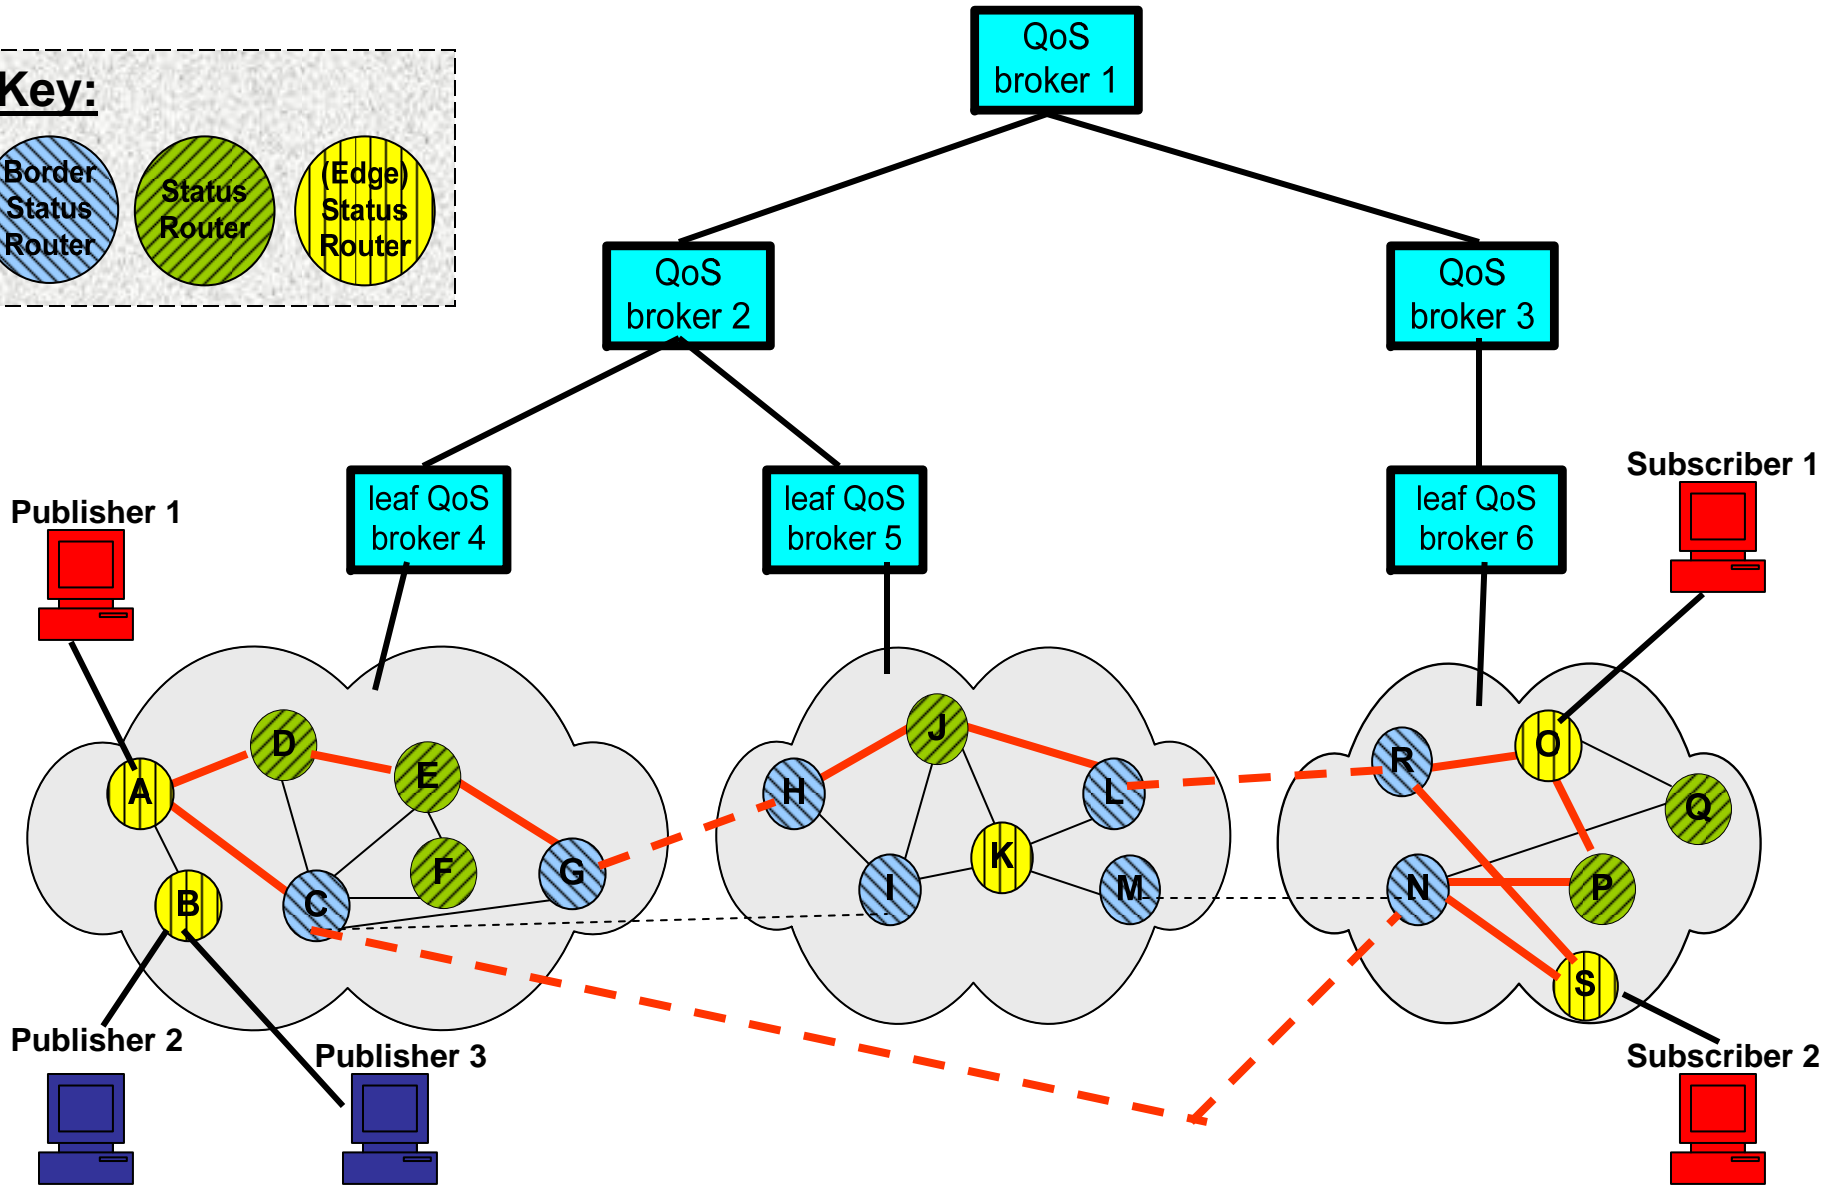 QoS
broker 1
Key:
Border
Status
Router
Status
Router
(Edge)
Status
Router
QoS
broker 2
QoS
broker 3
leaf QoS
broker 4
leaf QoS
broker 5
leaf QoS
broker 6
Subscriber 1
Publisher 1
D
E
A
F
B
C
G
J
H
L
K
I
M
R
O
Q
N
P
S
Publisher 2
Publisher 3
Subscriber 2